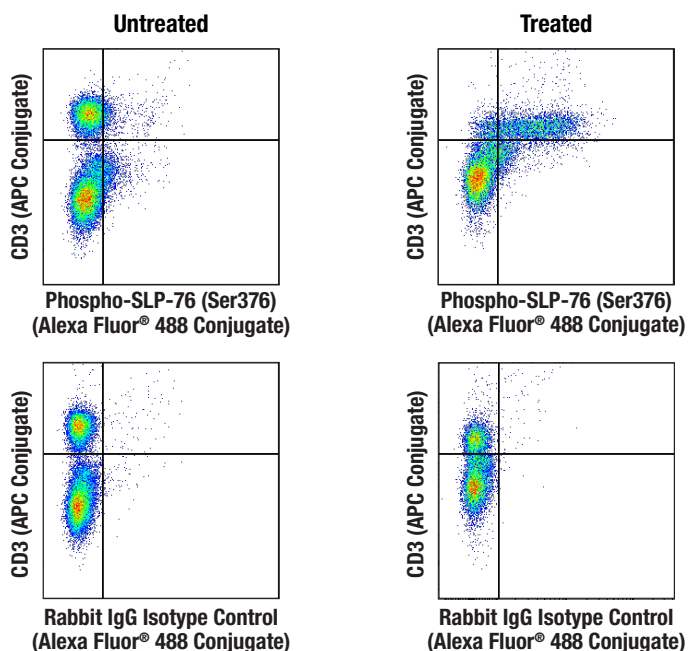 Untreated
Treated
CD3 (APC Conjugate)
Phospho-SLP-76 (Ser376)
(Alexa Fluor® 488 Conjugate)
CD3 (APC Conjugate)
Phospho-SLP-76 (Ser376)
(Alexa Fluor® 488 Conjugate)
CD3 (APC Conjugate)
Rabbit IgG Isotype Control
(Alexa Fluor® 488 Conjugate)
CD3 (APC Conjugate)
Rabbit IgG Isotype Control
(Alexa Fluor® 488 Conjugate)